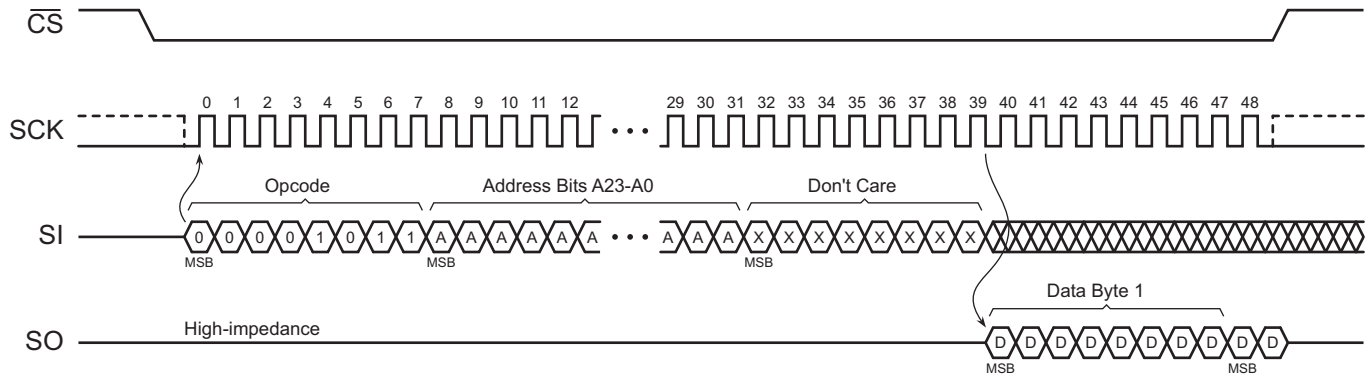 CS
0 1 2 3 4 5 6 7 8 9 10 11 12 29 30 31 32 33 34 35 36 37 38 39 40 41 42 43 44 45 46 47 48
SCK
• • •
Opcode Address Bits A23-A0 Don't Care
SI 0 0 0 0 1 0 1 1 A A A A A A • • • A A A X X X X X X X X
MSB MSB MSB
Data Byte 1
High-impedance
SO D D D D D D D D D D
MSB MSB